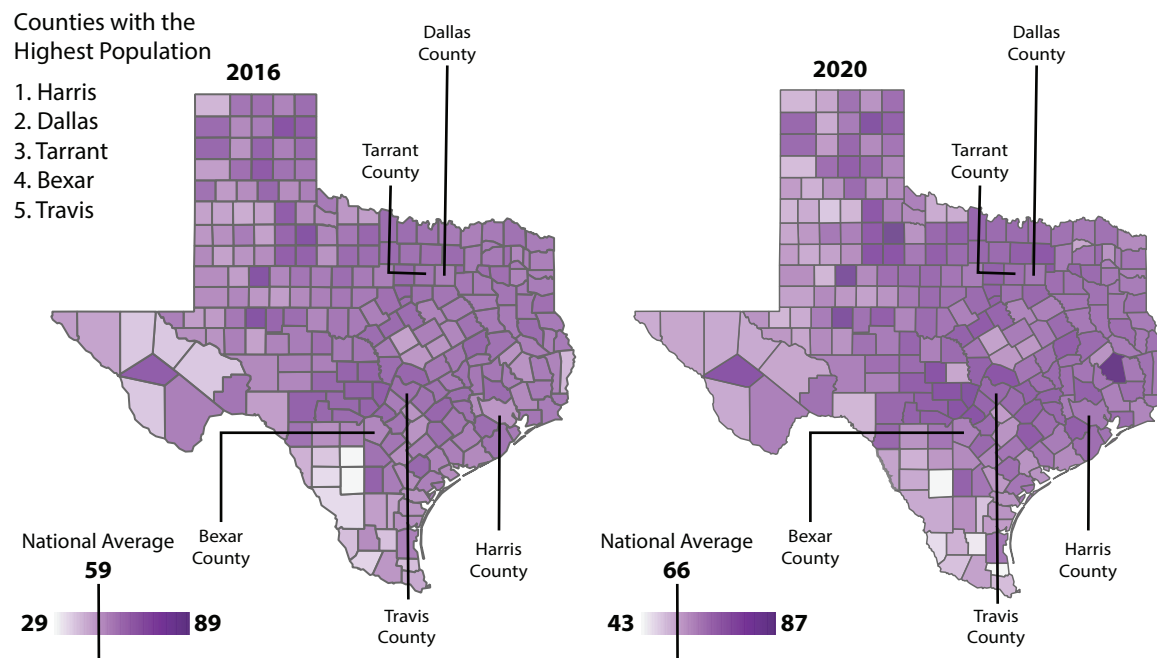 Counties with the
Highest Population
1. Harris
2. Dallas
3. Tarrant
4. Bexar
5. Travis
2016
Dallas
County
Tarrant
County
Bexar
County
Harris
County
Travis
County
National Average
59
29
89
2020
Dallas
County
Tarrant
County
Bexar
County
Harris
County
Travis
County
National Average
66
43
87